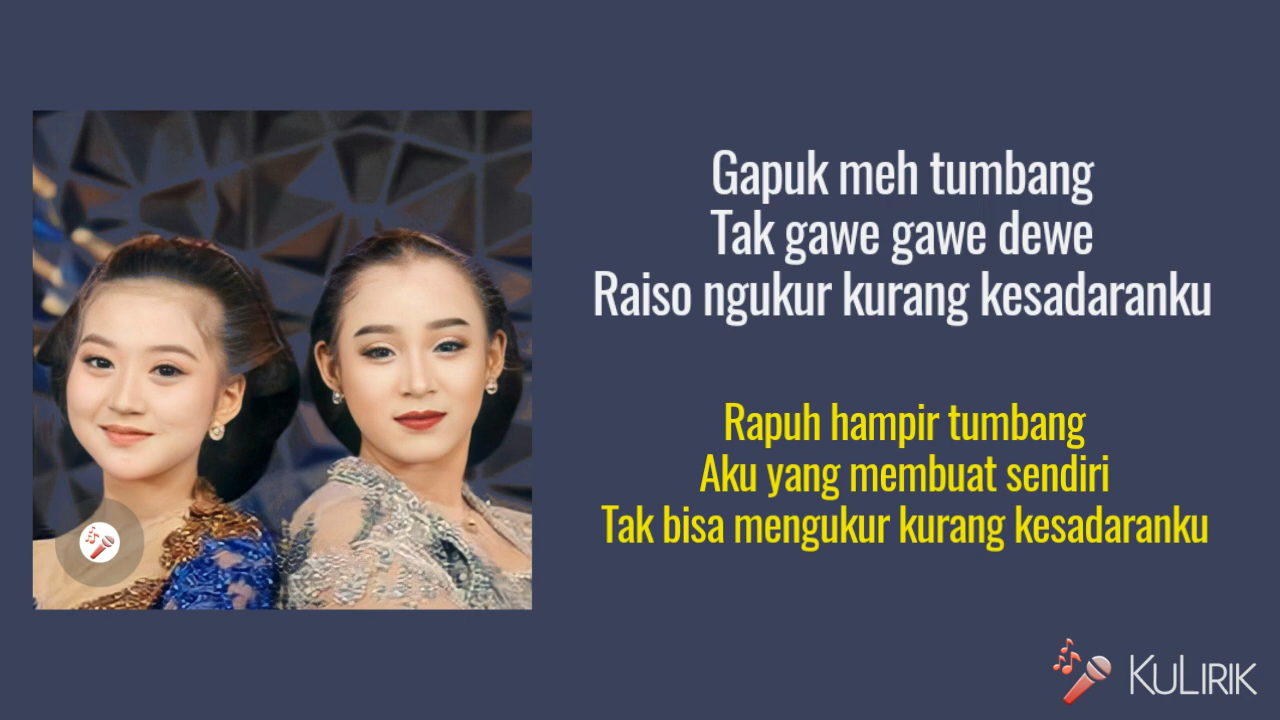 Gapuk meh tumbang
Tak gawe gawe dewe
Raiso ngukur kurang kesadaranku
Rapuh hampir tumbang
Aku yang membuat sendiri
Tak bisa mengukur kurang kesadaranku
KULIRIK